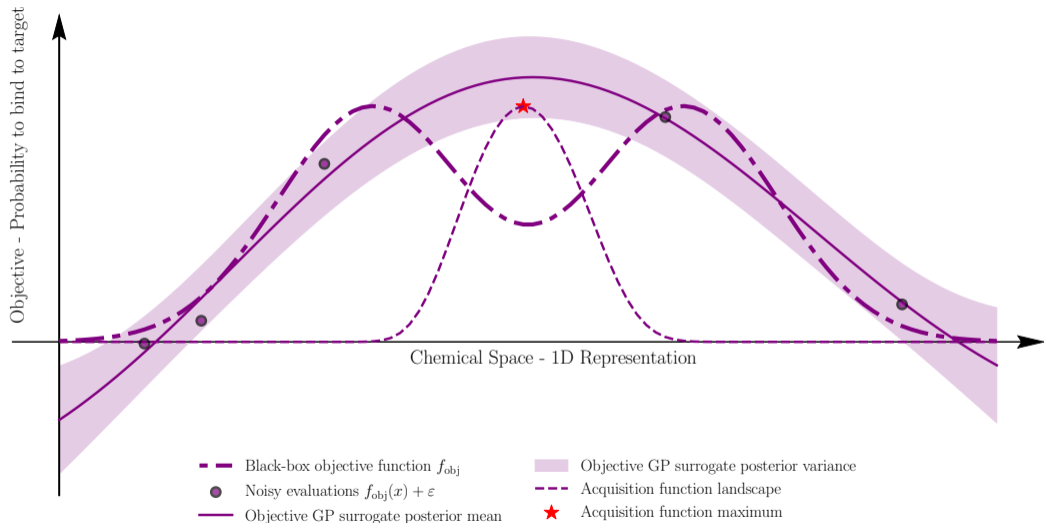 Objective - Probability to bind to target
Chemical Space - 1D Representation
Black-box objective function f_obj
Noisy evaluations f_obj(x) + ε
Objective GP surrogate posterior mean
Objective GP surrogate posterior variance
Acquisition function landscape
Acquisition function maximum